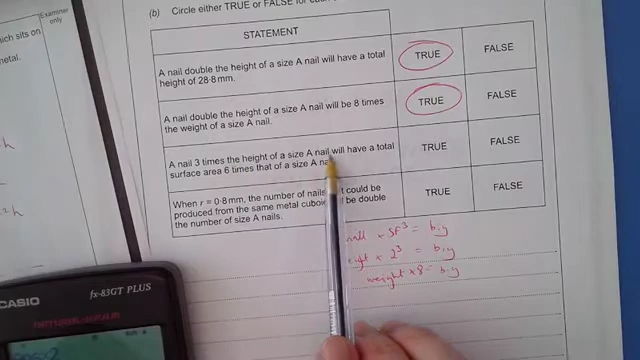 Examiner
only
hich sits on
metal.
(b) Circle either TRUE or FALSE for each
STATEMENT
A nail double the height of a size A nail will have a total
height of 28·8 mm.
TRUE
FALSE
A nail double the height of a size A nail will be 8 times
the weight of a size A nail.
TRUE
FALSE
A nail 3 times the height of a size A nail will have a total
surface area 6 times that of a size A
TRUE
FALSE
When r = 0·8 mm, the number of nails could be
produced from the same metal be double
the number of size A nails.
TRUE
FALSE
× SF³ = big
× 2³ = big
weight × 8 = big
CASIO
fx-83GT PLUS